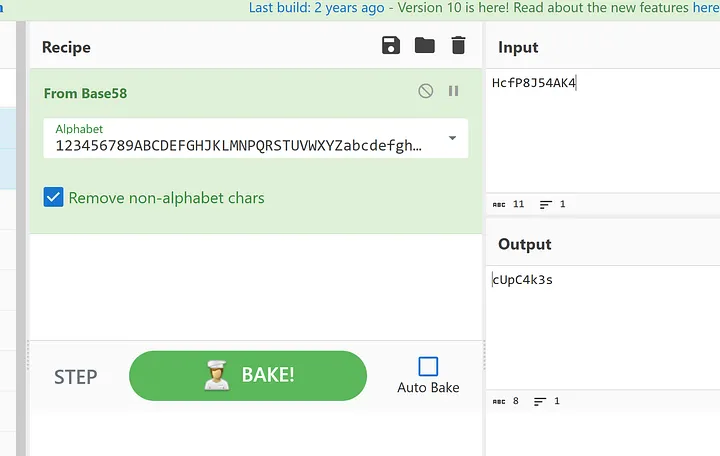 Last build: 2 years ago - Version 10 is here! Read about the new features here
Recipe
From Base58
Alphabet
123456789ABCDEFGHJKLMNPQRSTUVWXYZabcdefgh…
Remove non-alphabet chars
STEP
BAKE!
Auto Bake
Input
HcfP8J54AK4
ABC 11 1
Output
cUpC4k3s
ABC 8 1